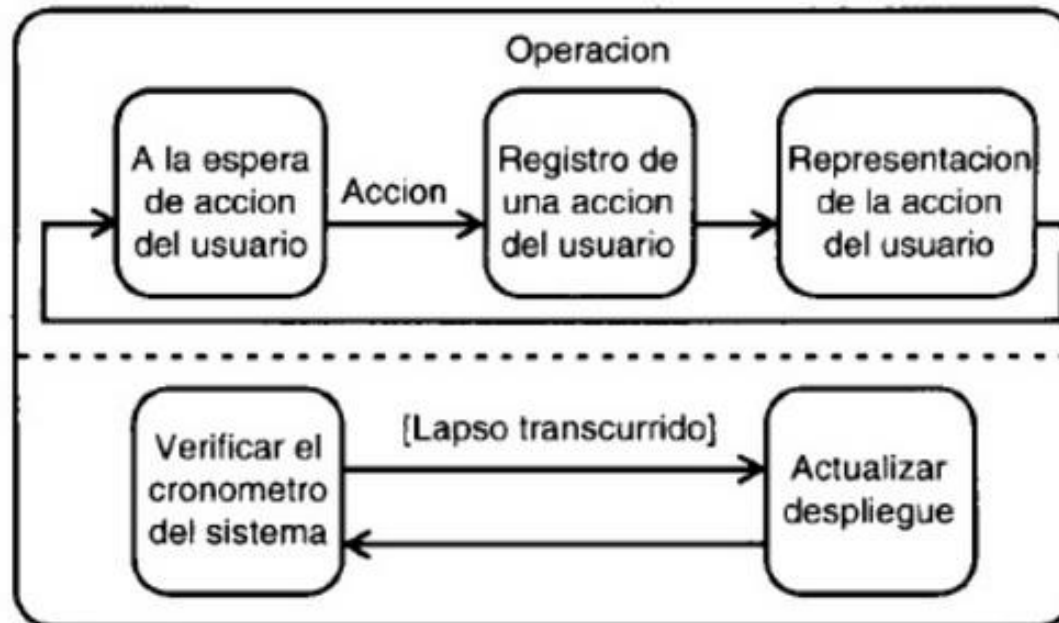 Operacion
A la espera
de accion
del usuario
Accion
Registro de
una accion
del usuario
Representacion
de la accion
del usuario
Verificar el
cronometro
del sistema
[Lapso transcurrido]
Actualizar
despliegue